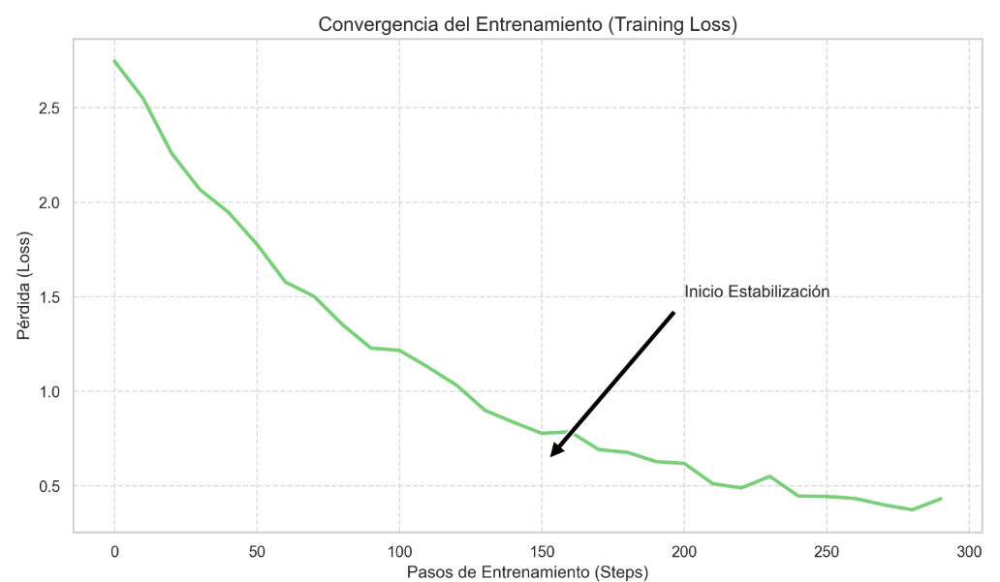 Convergencia del Entrenamiento (Training Loss)
Pérdida (Loss)
2.5
2.0
1.5
1.0
0.5
Inicio Estabilización
0 50 100 150 200 250 300
Pasos de Entrenamiento (Steps)